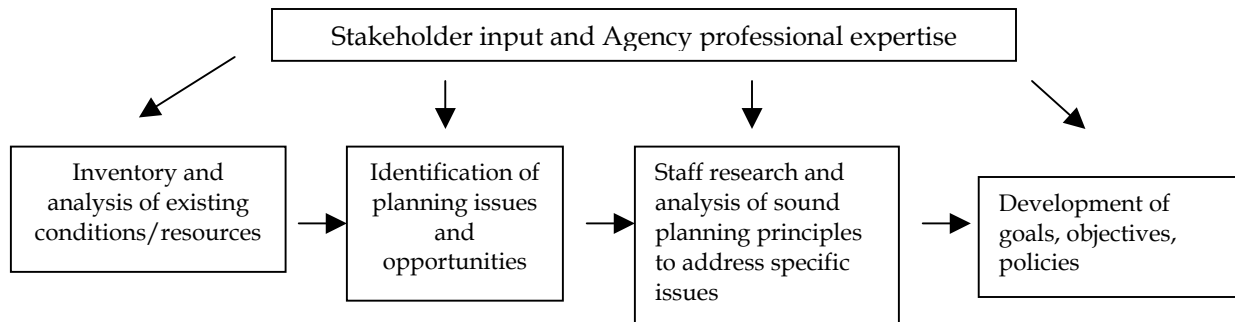 Stakeholder input and Agency professional expertise
Inventory and
analysis of existing
conditions/resources
Identification of
planning issues
and
opportunities
Staff research and
analysis of sound
planning principles
to address specific
issues
Development of
goals, objectives,
policies